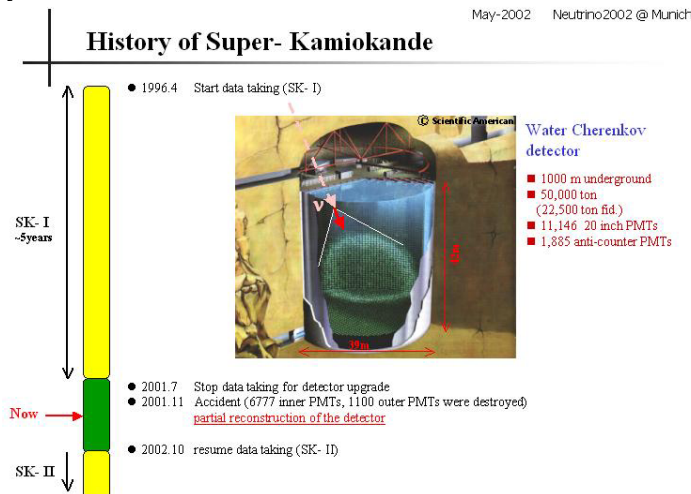 May-2002 Neutrino2002 @ Munich
History of Super- Kamiokande
1996.4 Start data taking (SK- I)
© Scientific American
Water Cherenkov
detector
1000 m underground
50,000 ton
(22,500 ton fid.)
11,146 20 inch PMTs
1,885 anti-counter PMTs
ν
SK- I
~5years
39m
2001.7 Stop data taking for detector upgrade
2001.11 Accident (6777 inner PMTs, 1100 outer PMTs were destroyed)
Now
partial reconstruction of the detector
2002.10 resume data taking (SK- II)
SK- II